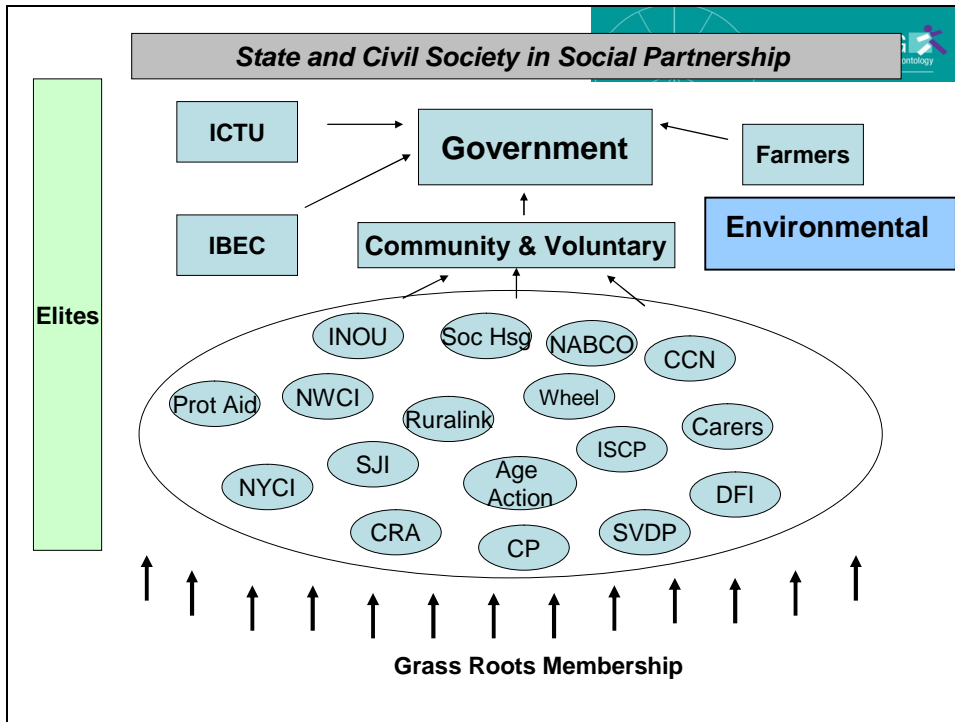 State and Civil Society in Social Partnership
G
ontology
ICTU
Government
Farmers
IBEC
Community & Voluntary
Environmental
Elites
INOU
Soc Hsg
NABCO
CCN
Prot Aid
NWCI
Ruralink
Wheel
Carers
ISCP
SJI
NYCI
Age
Action
DFI
CRA
CP
SVDP
Grass Roots Membership